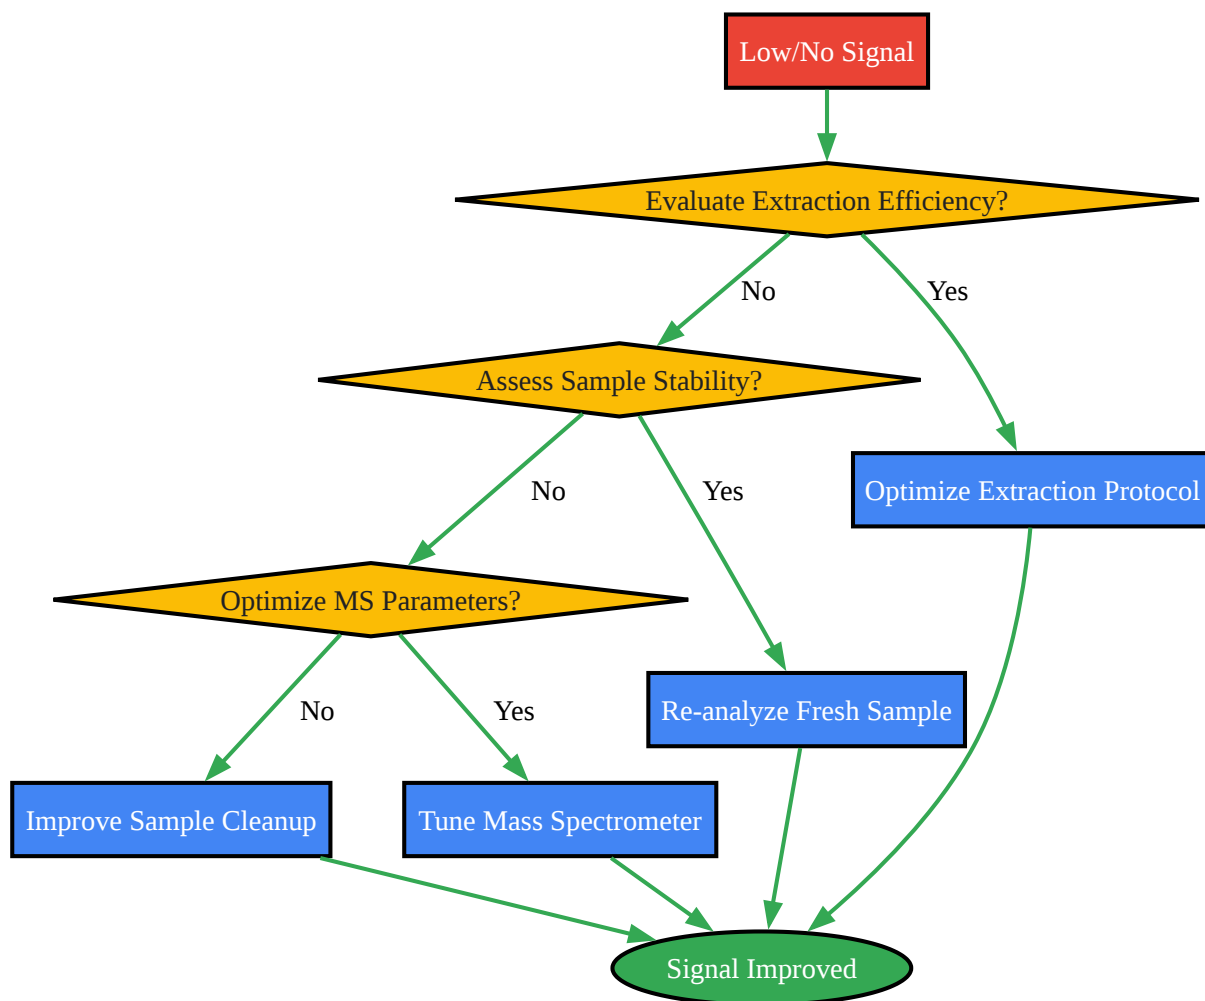 Low/No Signal
Evaluate Extraction Efficiency?
No
Yes
Assess Sample Stability?
No
Yes
Optimize Extraction Protocol
Optimize MS Parameters?
No
Yes
Re-analyze Fresh Sample
Improve Sample Cleanup
Tune Mass Spectrometer
Signal Improved